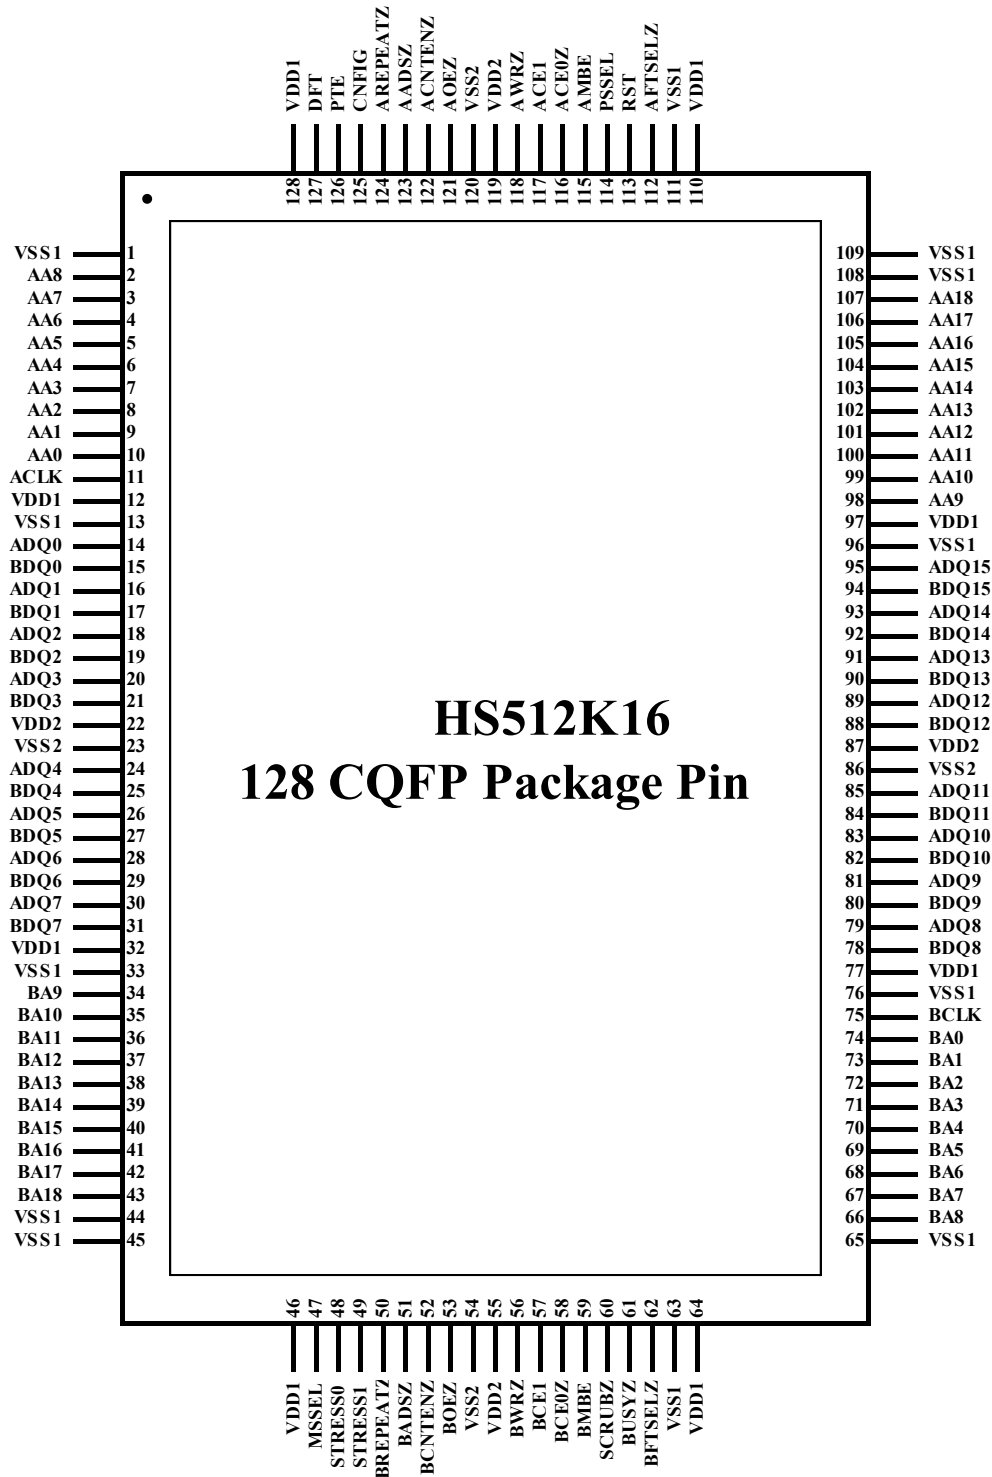 VDD1
DFT
PTE
CNFIG
AREPEATZ
AADSZ
ACNTENZ
AOEZ
VSS2
VDD2
AWRZ
ACE1
ACE0Z
AMBE
PSSEL
RST
AFTSELZ
VSS1
VDD1
128
127
126
125
124
123
122
121
120
119
118
117
116
115
114
113
112
111
110
VSS1 1 109 VSS1
AA8 2 108 VSS1
AA7 3 107 AA18
AA6 4 106 AA17
AA5 5 105 AA16
AA4 6 104 AA15
AA3 7 103 AA14
AA2 8 102 AA13
AA1 9 101 AA12
AA0 10 100 AA11
ACLK 11 99 AA10
VDD1 12 98 AA9
VSS1 13 97 VDD1
ADQ0 14 96 VSS1
BDQ0 15 95 ADQ15
ADQ1 16 94 BDQ15
BDQ1 17 93 ADQ14
ADQ2 18 92 BDQ14
BDQ2 19 91 ADQ13
ADQ3 20 90 BDQ13
BDQ3 21 89 ADQ12
VDD2 22 88 BDQ12
VSS2 23 87 VDD2
ADQ4 24 86 VSS2
BDQ4 25 85 ADQ11
ADQ5 26 84 BDQ11
BDQ5 27 83 ADQ10
ADQ6 28 82 BDQ10
BDQ6 29 81 ADQ9
ADQ7 30 80 BDQ9
BDQ7 31 79 ADQ8
VDD1 32 78 BDQ8
VSS1 33 77 VDD1
BA9 34 76 VSS1
BA10 35 75 BCLK
BA11 36 74 BA0
BA12 37 73 BA1
BA13 38 72 BA2
BA14 39 71 BA3
BA15 40 70 BA4
BA16 41 69 BA5
BA17 42 68 BA6
BA18 43 67 BA7
VSS1 44 66 BA8
VSS1 45 65 VSS1
HS512K16
128 CQFP Package Pin
46
47
48
49
50
51
52
53
54
55
56
57
58
59
60
61
62
63
64
VDD1
MSSEL
STRESS0
STRESS1
BREPEATZ
BADSZ
BCNTENZ
BOEZ
VSS2
VDD2
BWRZ
BCE1
BCE0Z
BMBE
SCRUBZ
BUSYZ
BFTSELZ
VSS1
VDD1